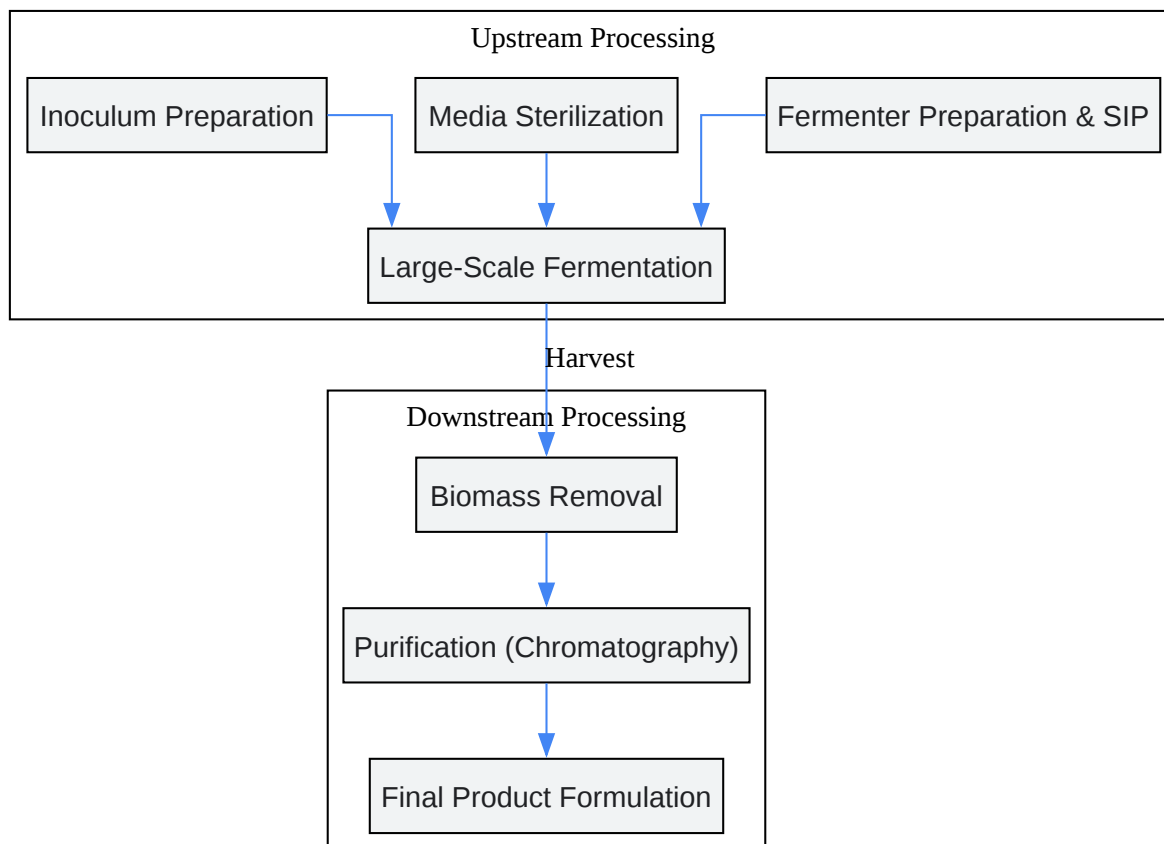 Upstream Processing
Inoculum Preparation
Media Sterilization
Fermenter Preparation & SIP
Large-Scale Fermentation
Harvest
Downstream Processing
Biomass Removal
Purification (Chromatography)
Final Product Formulation